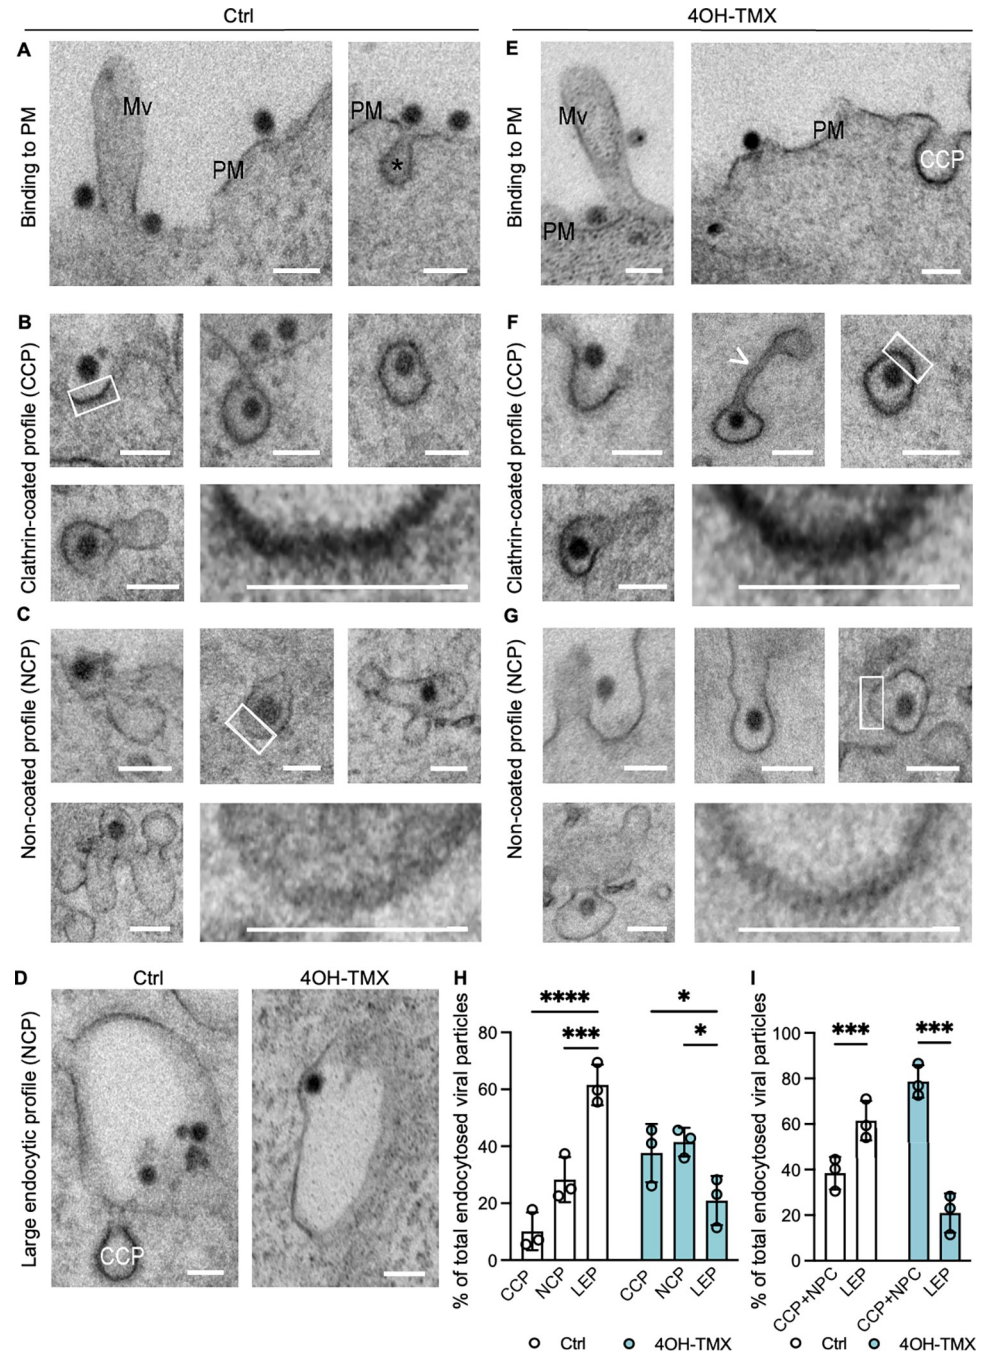 Ctrl
4OH-TMX
A
Binding to PM
Mv
PM
PM
*
E
Binding to PM
Mv
PM
PM
CCP
B
Clathrin-coated profile (CCP)
F
Clathrin-coated profile (CCP)
C
Non-coated profile (NCP)
G
Non-coated profile (NCP)
D
Ctrl
4OH-TMX
Large endocytic profile (NCP)
CCP
H
% of total endocytosed viral particles
80
60
40
20
0
****
***
*
*
CCP
NCP
LEP
CCP
NCP
LEP
Ctrl
4OH-TMX
I
% of total endocytosed viral particles
100
80
60
40
20
0
***
***
CCP+NPC
LEP
CCP+NPC
LEP
Ctrl
4OH-TMX